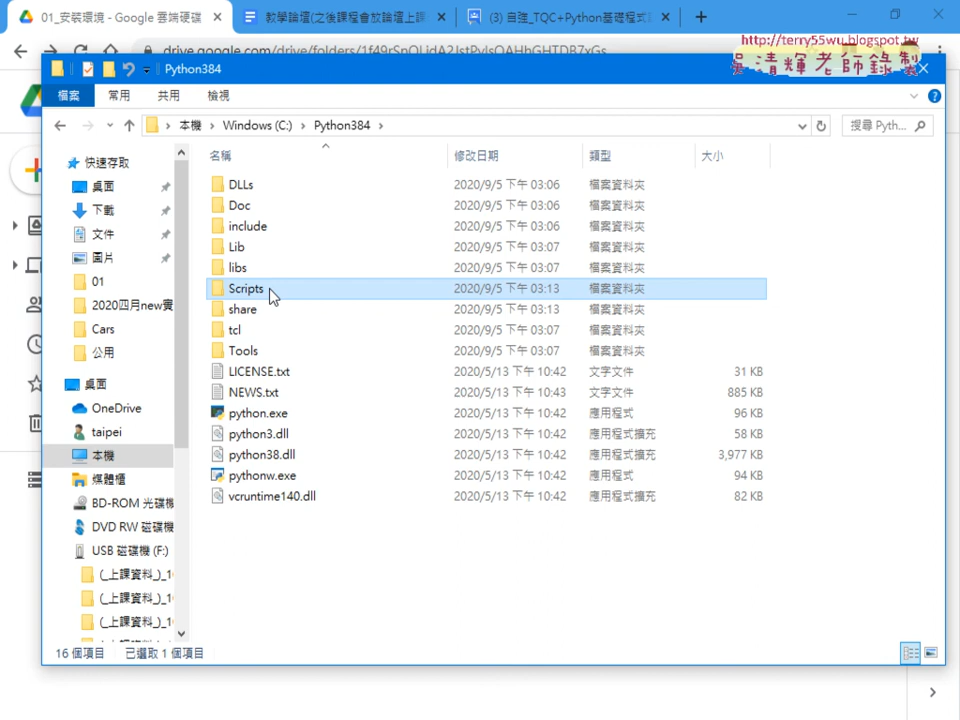 01_安裝環境 - Google 雲端硬碟
教學論壇(之後課程會放論壇上課
(3) 自強_TQC+Python基礎程式
http://terry55wu.blogspot.tw
吳清輝老師錄製
Python384
檔案 常用 共用 檢視
本機 Windows (C:) Python384
搜尋 Pyth...
名稱 修改日期 類型 大小
快速存取
桌面
下載
文件
圖片
01
2020四月new實
Cars
公用
桌面
OneDrive
taipei
本機
媒體櫃
BD-ROM 光碟機
DVD RW 磁碟機
USB 磁碟機 (F:)
(_上課資料_)_1
(_上課資料_)_1
(_上課資料_)_1
DLLs 2020/9/5 下午 03:06 檔案資料夾
Doc 2020/9/5 下午 03:06 檔案資料夾
include 2020/9/5 下午 03:06 檔案資料夾
Lib 2020/9/5 下午 03:07 檔案資料夾
libs 2020/9/5 下午 03:07 檔案資料夾
Scripts 2020/9/5 下午 03:13 檔案資料夾
share 2020/9/5 下午 03:13 檔案資料夾
tcl 2020/9/5 下午 03:07 檔案資料夾
Tools 2020/9/5 下午 03:07 檔案資料夾
LICENSE.txt 2020/5/13 下午 10:42 文字文件 31 KB
NEWS.txt 2020/5/13 下午 10:43 文字文件 885 KB
python.exe 2020/5/13 下午 10:42 應用程式 96 KB
python3.dll 2020/5/13 下午 10:42 應用程式擴充 58 KB
python38.dll 2020/5/13 下午 10:42 應用程式擴充 3,977 KB
pythonw.exe 2020/5/13 下午 10:42 應用程式 94 KB
vcruntime140.dll 2020/5/13 下午 10:42 應用程式擴充 82 KB
16 個項目 已選取 1 個項目